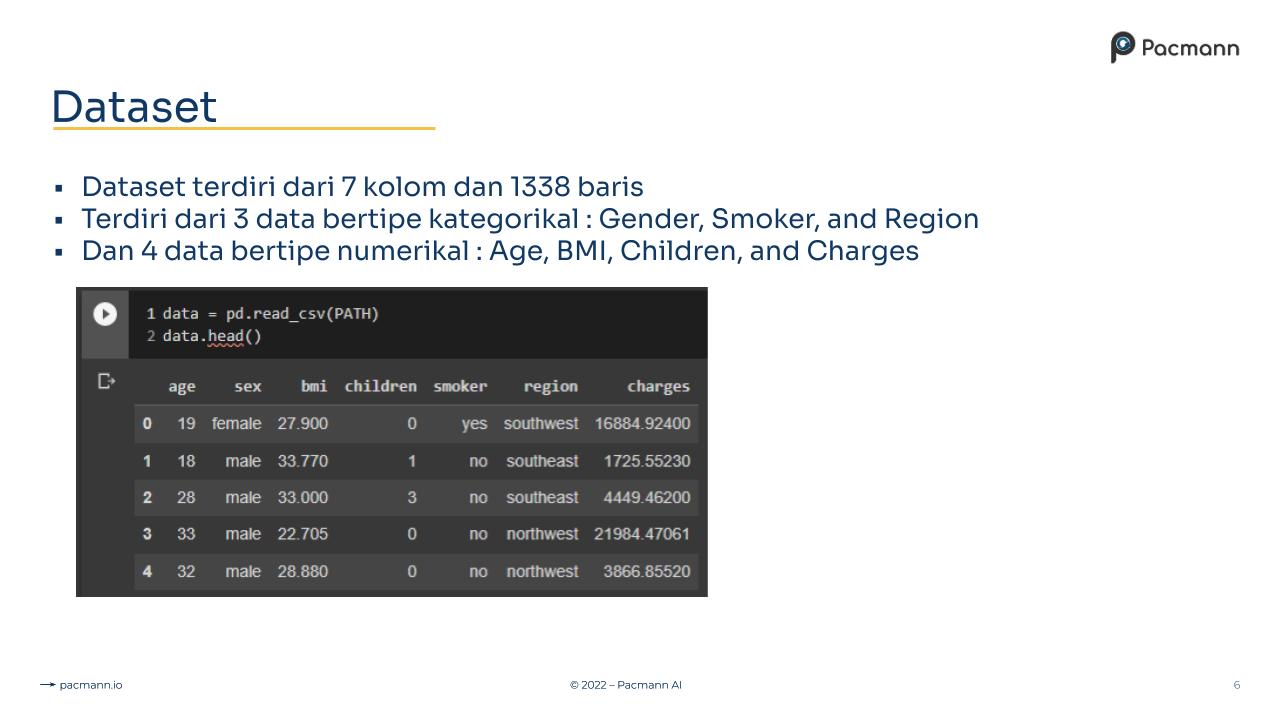 Pacmann
Dataset
▪ Dataset terdiri dari 7 kolom dan 1338 baris
▪ Terdiri dari 3 data bertipe kategorikal : Gender, Smoker, and Region
▪ Dan 4 data bertipe numerikal : Age, BMI, Children, and Charges
1 data = pd.read_csv(PATH)
2 data.head()
age sex bmi children smoker region charges
0 19 female 27.900 0 yes southwest 16884.92400
1 18 male 33.770 1 no southeast 1725.55230
2 28 male 33.000 3 no southeast 4449.46200
3 33 male 22.705 0 no northwest 21984.47061
4 32 male 28.880 0 no northwest 3866.85520
pacmann.io © 2022 – Pacmann AI 6